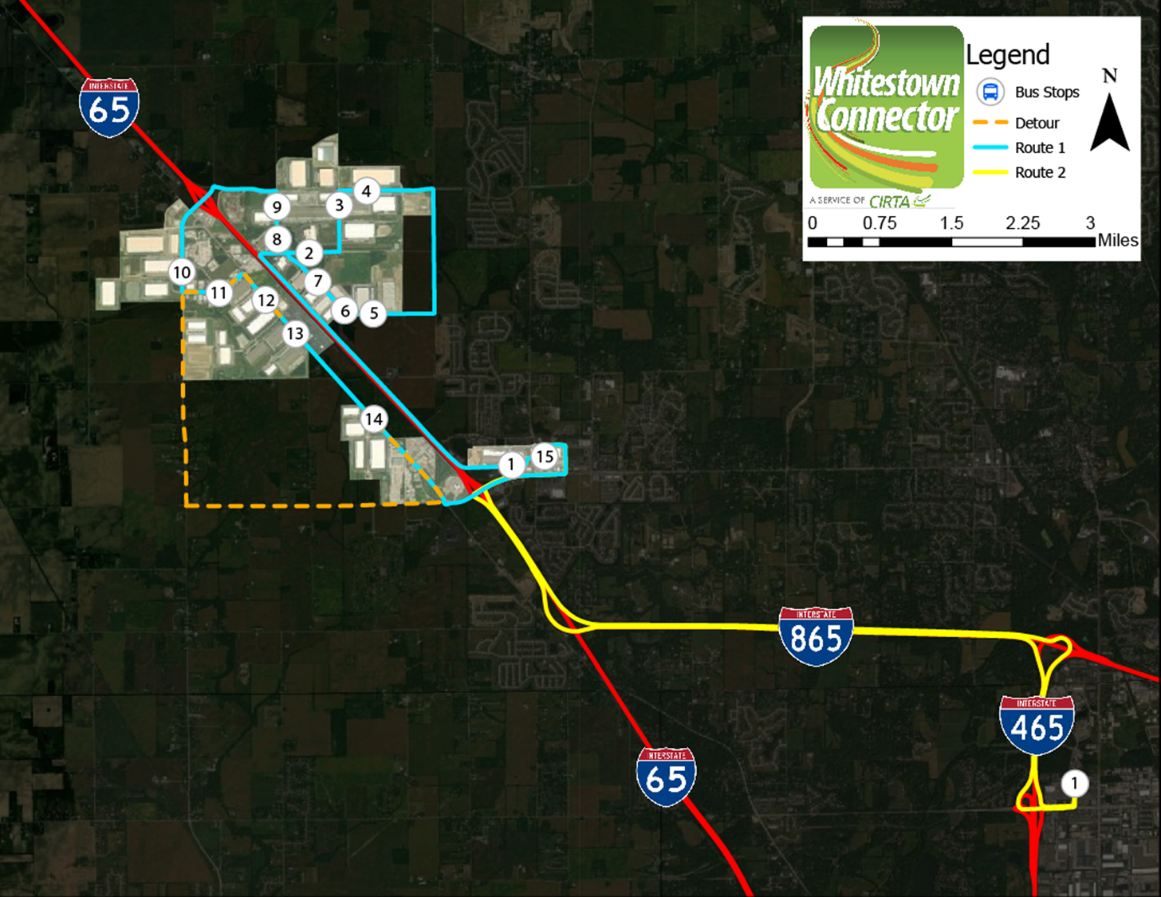 INTERSTATE
65
Whitestown
Connector
A SERVICE OF CIRTA
Legend
Bus Stops
Detour
Route 1
Route 2
N
0 0.75 1.5 2.25 3
Miles
4
9
3
8
2
10
7
11
12
6
5
13
14
1
15
INTERSTATE
865
INTERSTATE
465
INTERSTATE
65
1